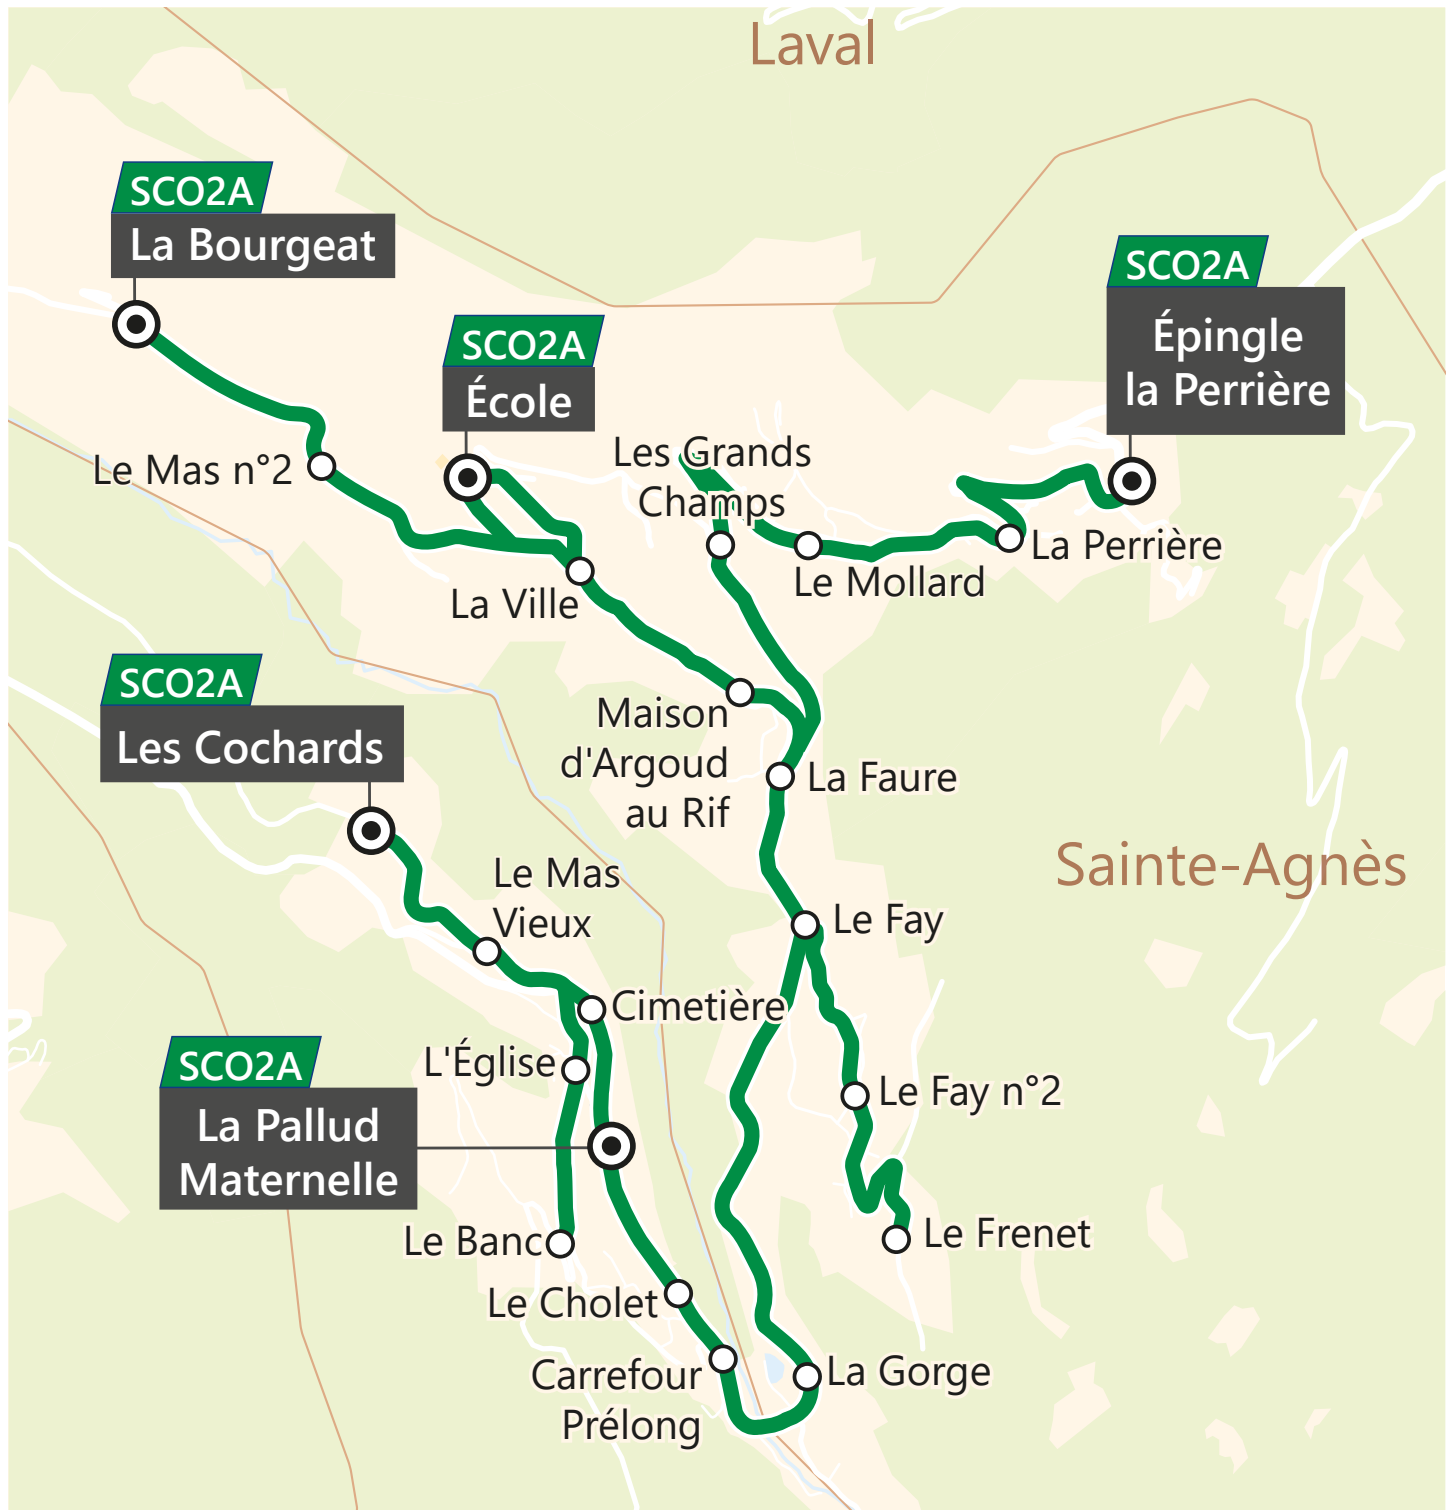 Laval
SCO2A
La Bourgeat
SCO2A
Épingle
la Perrière
SCO2A
École
Le Mas n°2
Les Grands
Champs
La Perrière
Le Mollard
La Ville
SCO2A
Les Cochards
Maison
d'Argoud
au Rif
La Faure
Sainte-Agnès
Le Mas
Vieux
Le Fay
Cimetière
L'Église
SCO2A
La Pallud
Maternelle
Le Fay n°2
Le Banc
Le Frenet
Le Cholet
Carrefour
Prélong
La Gorge